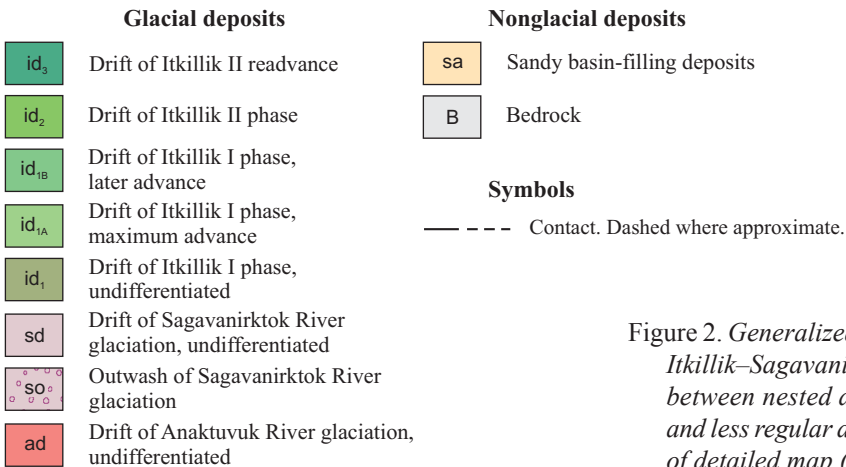 Glacial deposits
id₃ Drift of Itkillik II readvance
id₂ Drift of Itkillik II phase
id₁B Drift of Itkillik I phase,
later advance
id₁A Drift of Itkillik I phase,
maximum advance
id₁ Drift of Itkillik I phase,
undifferentiated
sd Drift of Sagavanirktok River
glaciation, undifferentiated
so Outwash of Sagavanirktok River
glaciation
ad Drift of Anaktuvuk River glaciation,
undifferentiated
Nonglacial deposits
sa Sandy basin-filling deposits
B Bedrock
Symbols
Contact. Dashed where approximate.
Figure 2. Generalized
Itkillik–Sagavani
between nested a
and less regular a
of detailed map (